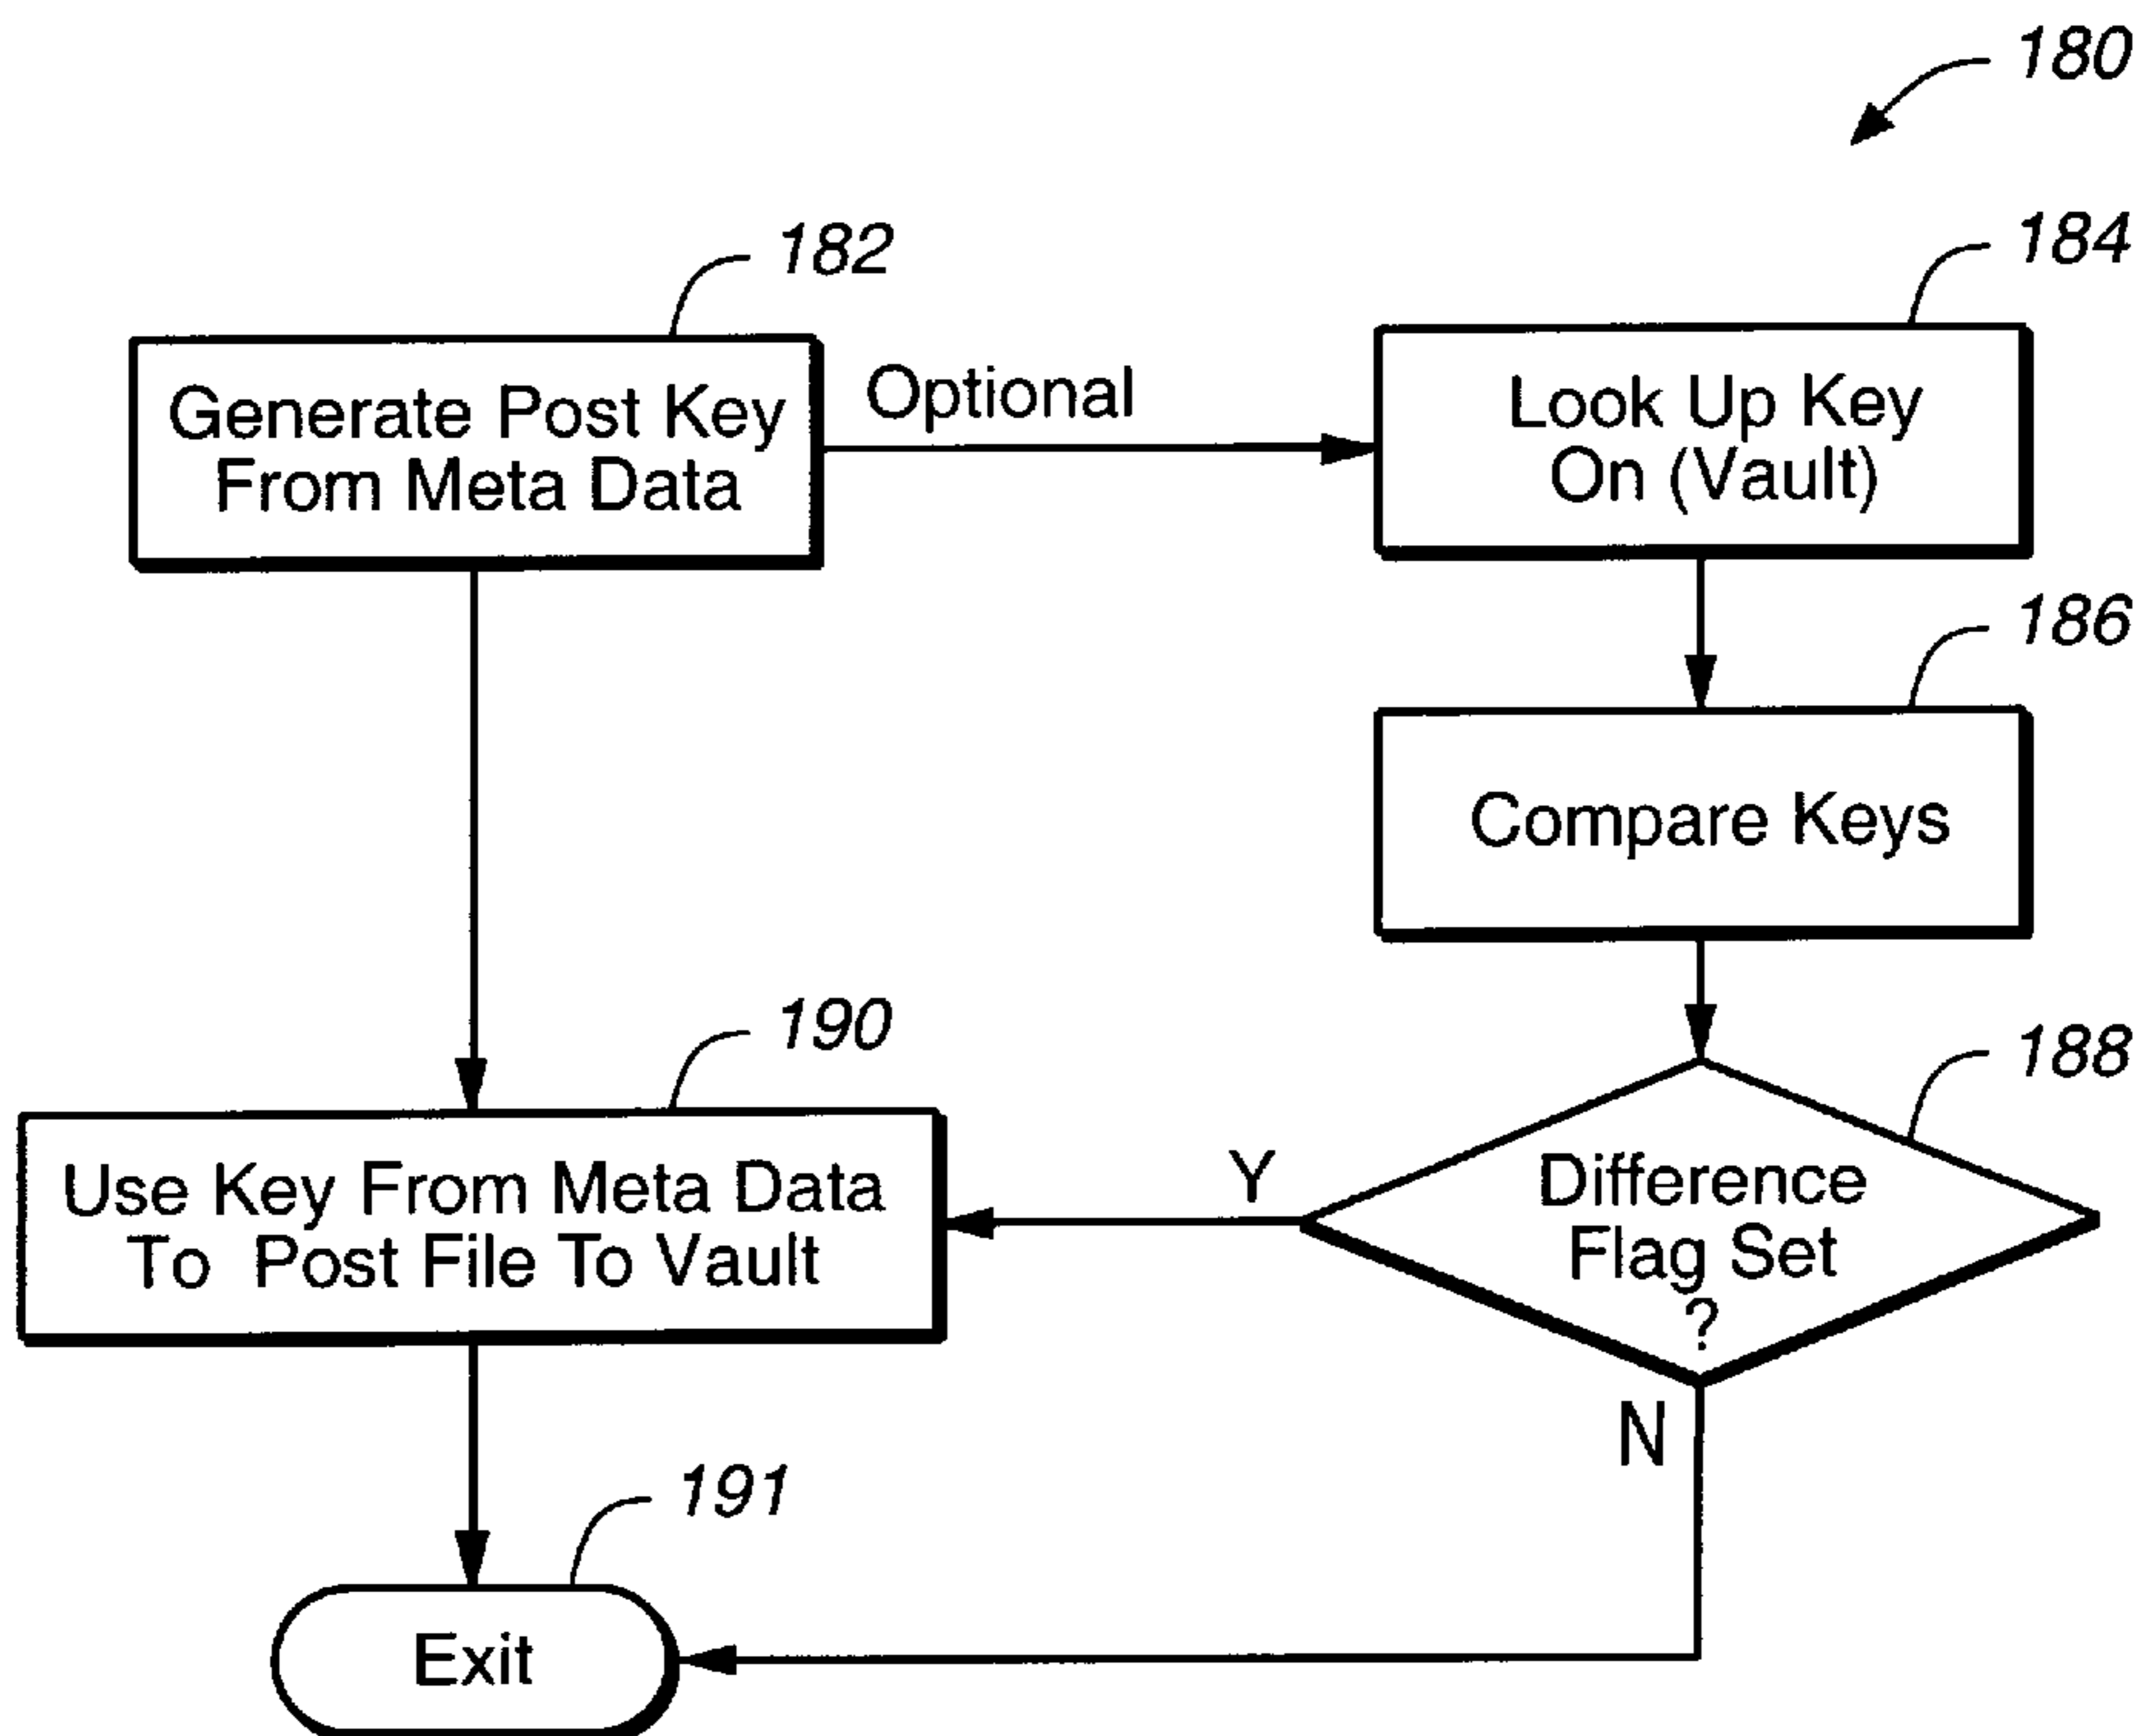 180
182
184
Generate Post Key
From Meta Data
Optional
Look Up Key
On (Vault)
186
Compare Keys
190
188
Use Key From Meta Data
To Post File To Vault
Y
Difference
Flag Set
?
N
191
Exit